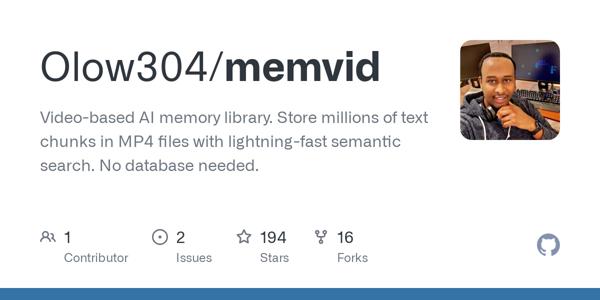 Olow304/memvid
Video-based AI memory library. Store millions of text
chunks in MP4 files with lightning-fast semantic
search. No database needed.
1 2 194 16
Contributor Issues Stars Forks